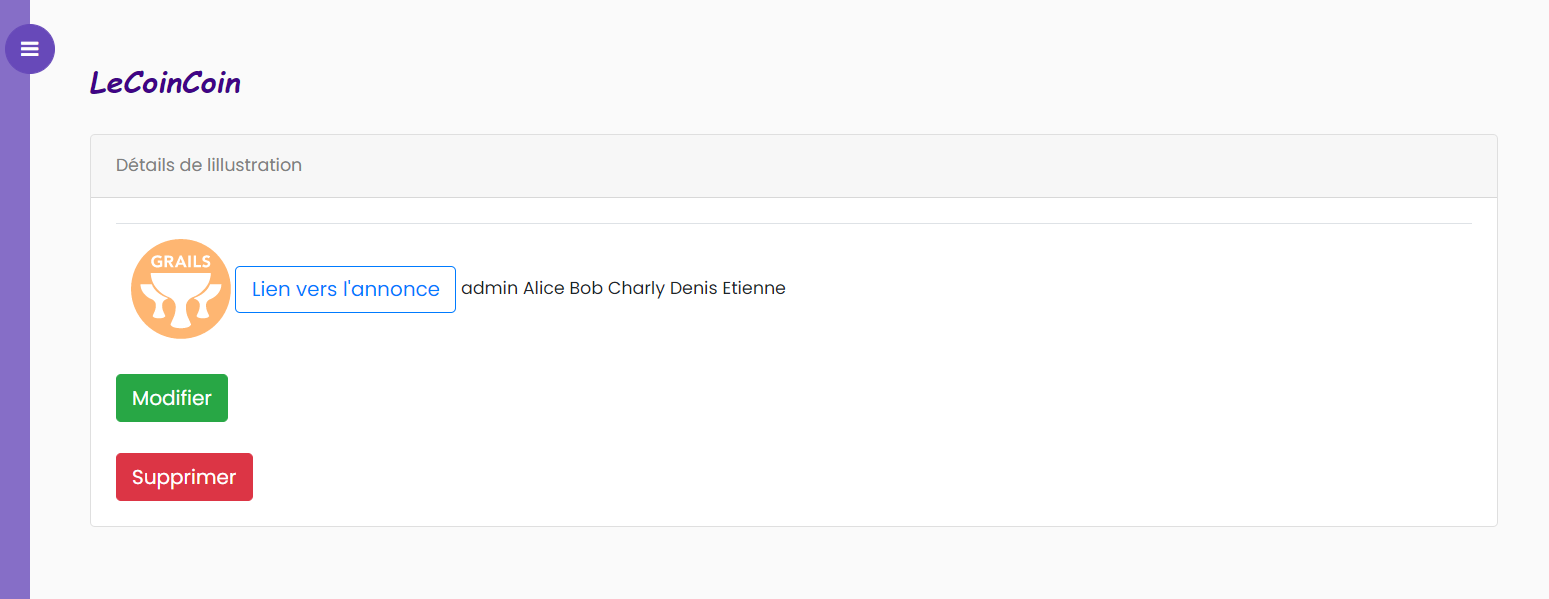 LeCoinCoin
Détails de lillustration
GRAILS
Lien vers l'annonce admin Alice Bob Charly Denis Etienne
Modifier
Supprimer